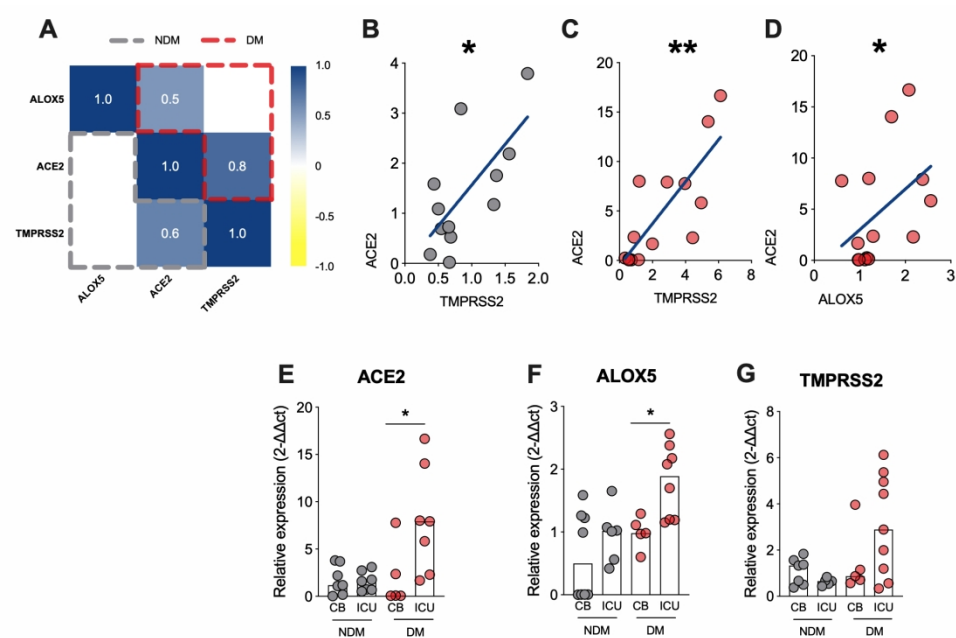 A
NDM DM
ALOX5 1.0 0.5
ACE2 1.0 0.8
TMPRSS2 0.6 1.0
ALOX5 ACE2 TMPRSS2
1.0
0.5
0
-0.5
-1.0
B
*
ACE2
4
3
2
1
0
0.0 0.5 1.0 1.5 2.0
TMPRSS2
C
**
ACE2
20
15
10
5
0
0 2 4 6 8
TMPRSS2
D
*
ACE2
20
15
10
5
0
0 1 2 3
ALOX5
E ACE2
Relative expression (2-ΔΔct)
20
15
10
5
0
*
CB ICU CB ICU
NDM DM
F ALOX5
Relative expression (2-ΔΔct)
3
2
1
0
*
CB ICU CB ICU
NDM DM
G TMPRSS2
Relative expression (2-ΔΔct)
8
6
4
2
0
CB ICU CB ICU
NDM DM